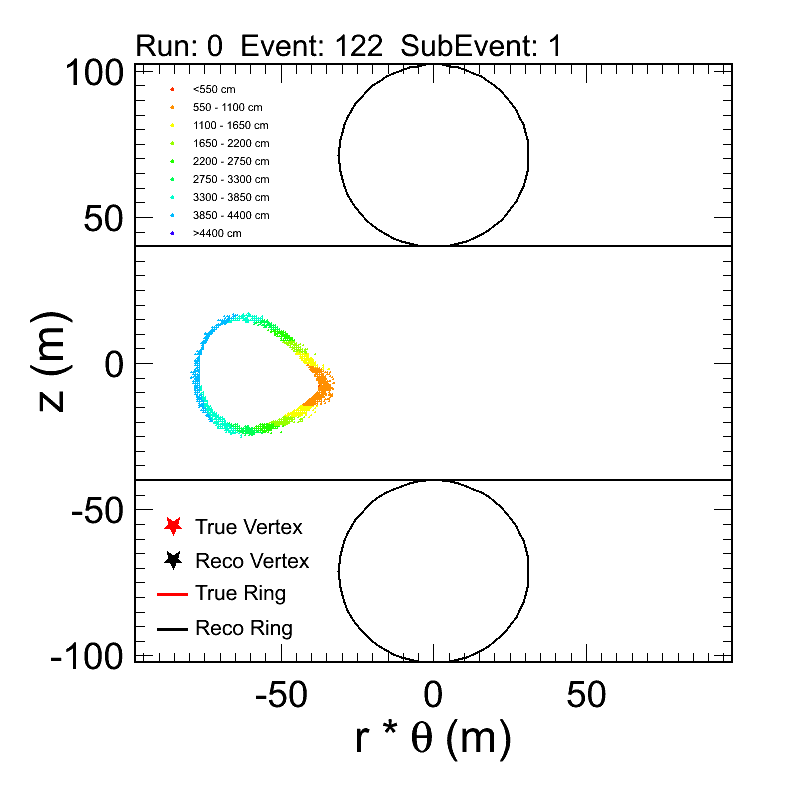 Run: 0 Event: 122 SubEvent: 1
100
50
0
-50
-100
z (m)
<550 cm
550 - 1100 cm
1100 - 1650 cm
1650 - 2200 cm
2200 - 2750 cm
2750 - 3300 cm
3300 - 3850 cm
3850 - 4400 cm
>4400 cm
True Vertex
Reco Vertex
True Ring
Reco Ring
-50 0 50
r * θ (m)